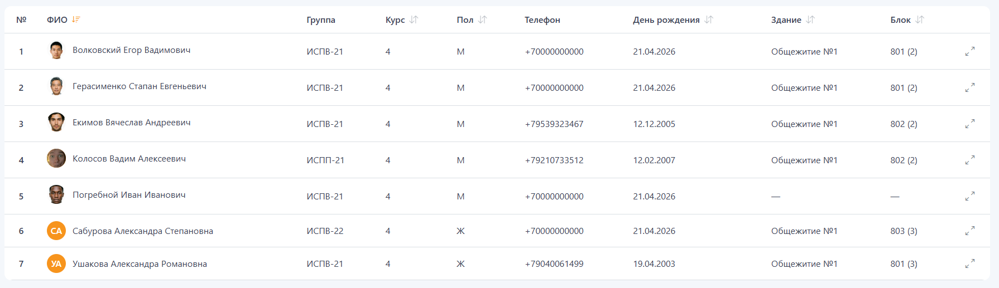 № ФИО Группа Курс Пол Телефон День рождения Здание Блок
1 Волковский Егор Вадимович ИСПВ-21 4 М +70000000000 21.04.2026 Общежитие №1 801 (2)
2 Герасименко Стапан Евгеньевич ИСПВ-21 4 М +70000000000 21.04.2026 Общежитие №1 801 (2)
3 Екимов Вячеслав Андреевич ИСПВ-21 4 М +79539323467 12.12.2005 Общежитие №1 802 (2)
4 Колосов Вадим Алексеевич ИСПП-21 4 М +79210733512 12.02.2007 Общежитие №1 802 (2)
5 Погребной Иван Иванович ИСПВ-21 4 М +70000000000 21.04.2026 — —
6 СА Сабурова Александра Степановна ИСПВ-22 4 Ж +70000000000 21.04.2026 Общежитие №1 803 (3)
7 УА Ушакова Александра Романовна ИСПВ-21 4 Ж +79040061499 19.04.2003 Общежитие №1 801 (3)